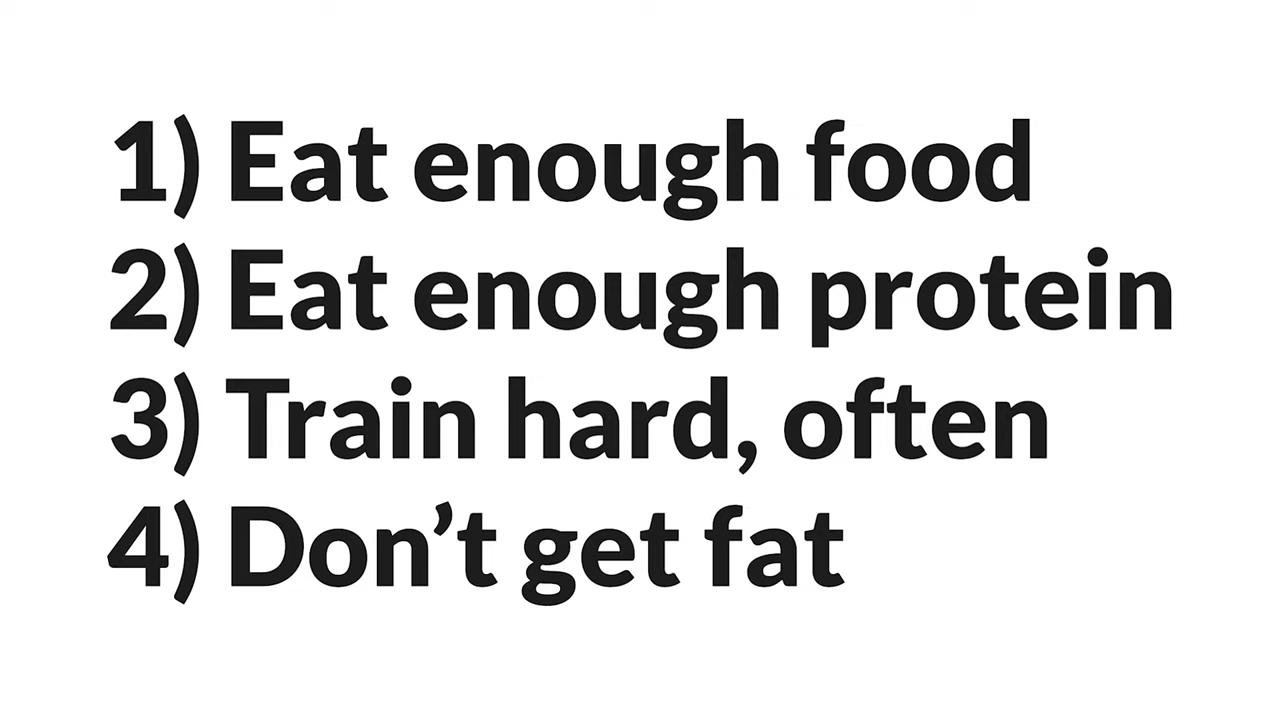 1) Eat enough food
2) Eat enough protein
3) Train hard, often
4) Don’t get fat